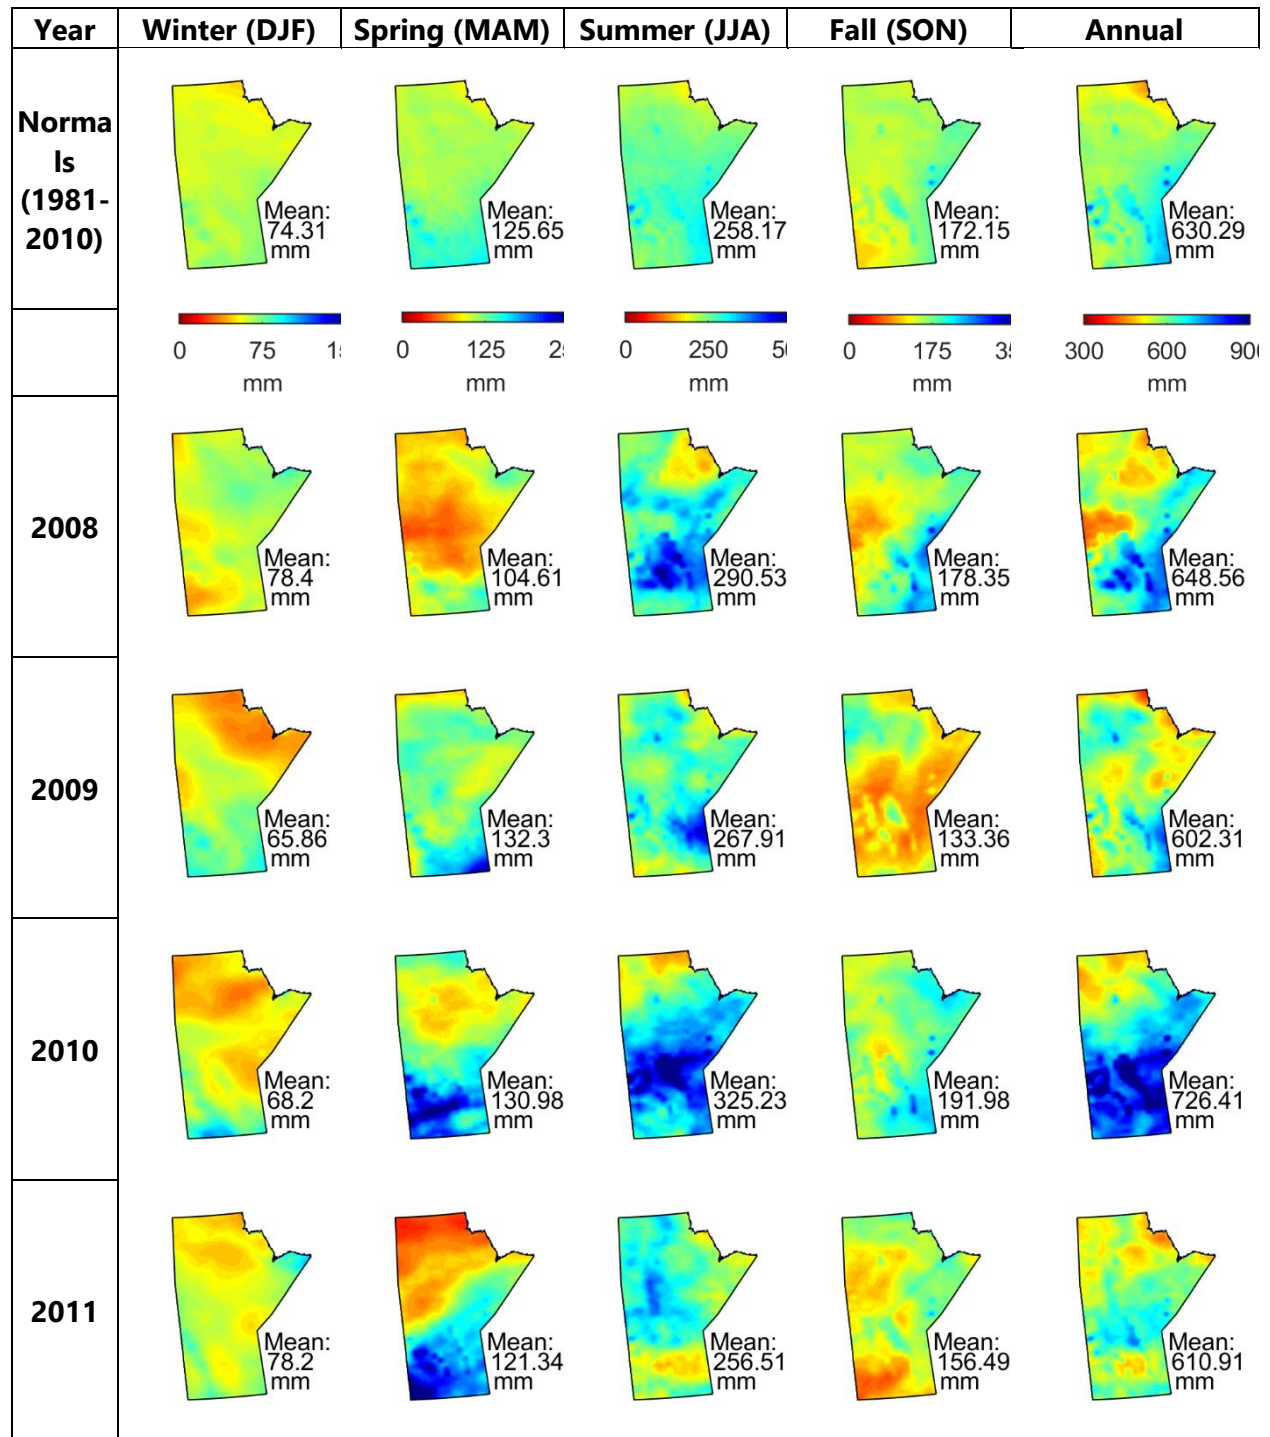 Year Winter (DJF) Spring (MAM) Summer (JJA) Fall (SON) Annual
Norma
ls
(1981-
2010)
Mean:
74.31
mm
Mean:
125.65
mm
Mean:
258.17
mm
Mean:
172.15
mm
Mean:
630.29
mm
0 75
mm
0 125
mm
0 250
mm
0 175
mm
300 600
mm
2008
Mean:
78.4
mm
Mean:
104.61
mm
Mean:
290.53
mm
Mean:
178.35
mm
Mean:
648.56
mm
2009
Mean:
65.86
mm
Mean:
132.3
mm
Mean:
267.91
mm
Mean:
133.36
mm
Mean:
602.31
mm
2010
Mean:
68.2
mm
Mean:
130.98
mm
Mean:
325.23
mm
Mean:
191.98
mm
Mean:
726.41
mm
2011
Mean:
78.2
mm
Mean:
121.34
mm
Mean:
256.51
mm
Mean:
156.49
mm
Mean:
610.91
mm